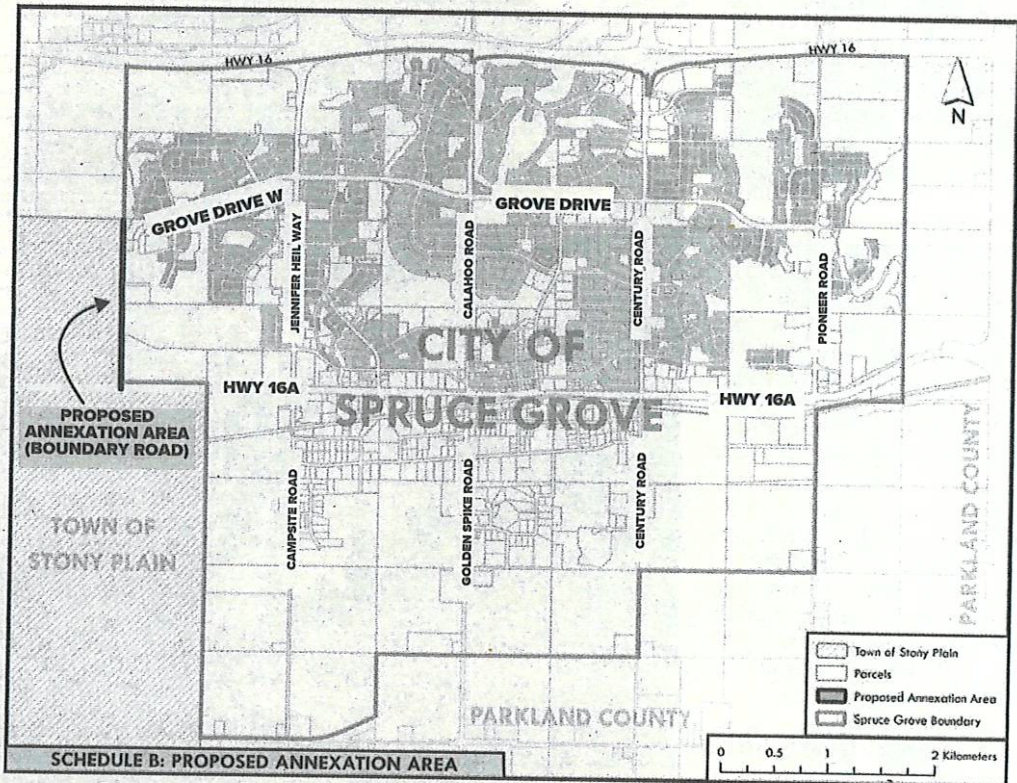 HWY 16
HWY 16
N
GROVE DRIVE W
GROVE DRIVE
JENNIFER HEIL WAY
CALAHOO ROAD
CENTURY ROAD
PIONEER ROAD
CITY OF
SPRUCE GROVE
HWY 16A
HWY 16A
PROPOSED
ANNEXATION AREA
(BOUNDARY ROAD)
TOWN OF
STONY PLAIN
CAMPSITE ROAD
GOLDEN SPIKE ROAD
CENTURY ROAD
PARKLAND COUNTY
PARKLAND COUNTY
Town of Stony Plain
Parcels
Proposed Annexation Area
Spruce Grove Boundary
SCHEDULE B: PROPOSED ANNEXATION AREA
0 0.5 1 2 Kilometers